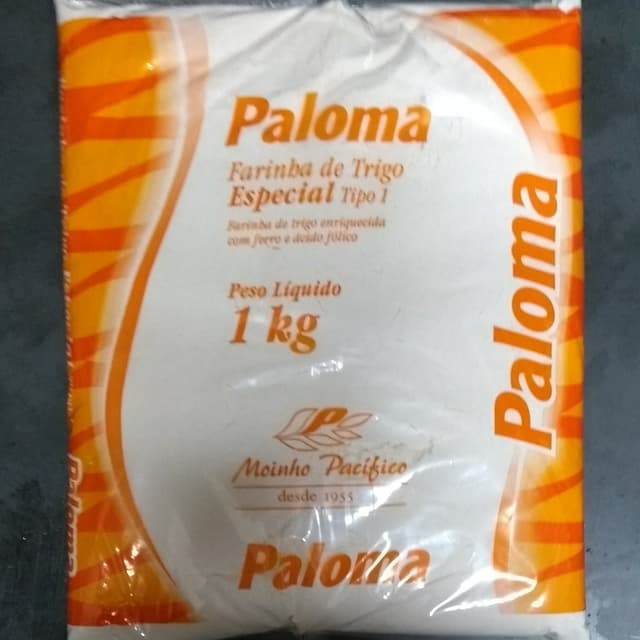 Paloma
Farinha de Trigo
Especial Tipo 1
Farinha de trigo enriquecida
com ferro e ácido fólico
Peso Líquido
1 kg
P
Moinho Pacífico
desde 1955
Paloma
Paloma
Paloma